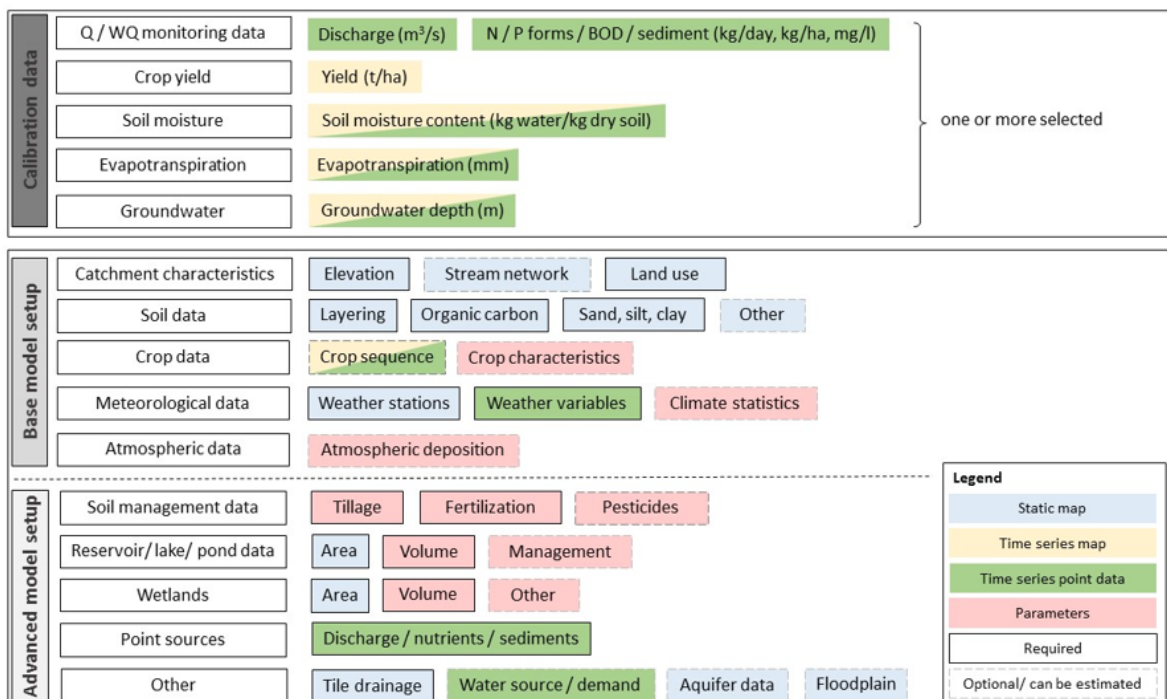 Calibration data
Q / WQ monitoring data Discharge (m³/s) N / P forms / BOD / sediment (kg/day, kg/ha, mg/l)
Crop yield Yield (t/ha)
Soil moisture Soil moisture content (kg water/kg dry soil) one or more selected
Evapotranspiration Evapotranspiration (mm)
Groundwater Groundwater depth (m)
Base model setup
Catchment characteristics Elevation Stream network Land use
Soil data Layering Organic carbon Sand, silt, clay Other
Crop data Crop sequence Crop characteristics
Meteorological data Weather stations Weather variables Climate statistics
Atmospheric data Atmospheric deposition
Advanced model setup
Soil management data Tillage Fertilization Pesticides
Reservoir/ lake/ pond data Area Volume Management
Wetlands Area Volume Other
Point sources Discharge / nutrients / sediments
Other Tile drainage Water source / demand Aquifer data Floodplain
Legend
Static map
Time series map
Time series point data
Parameters
Required
Optional/ can be estimated